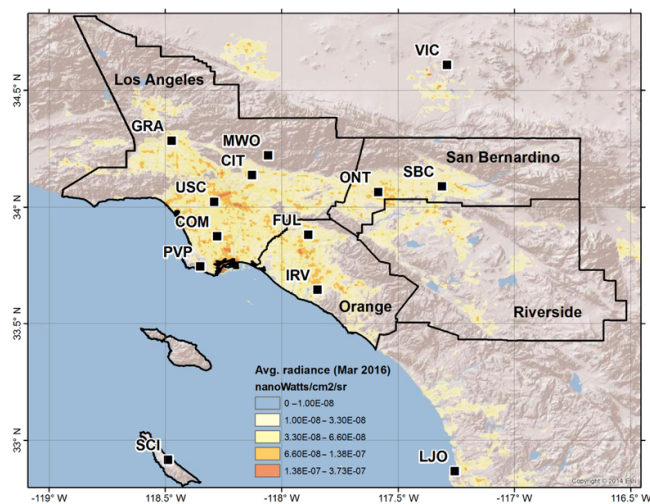 VIC
34.5° N
Los Angeles
GRA
MWO
CIT
San Bernardino
ONT
SBC
USC
34° N
COM
FUL
PVP
IRV
Orange
Riverside
33.5° N
Avg. radiance (Mar 2016)
nanoWatts/cm2/sr
0 –1.00E-08
1.00E-08 – 3.30E-08
3.30E-08 – 6.60E-08
6.60E-08 – 1.38E-07
1.38E-07 – 3.73E-07
33° N
SCI
LJO
Copyright:© 2014 Esri
-119° W
-118.5° W
-118° W
-117.5° W
-117° W
-116.5° W